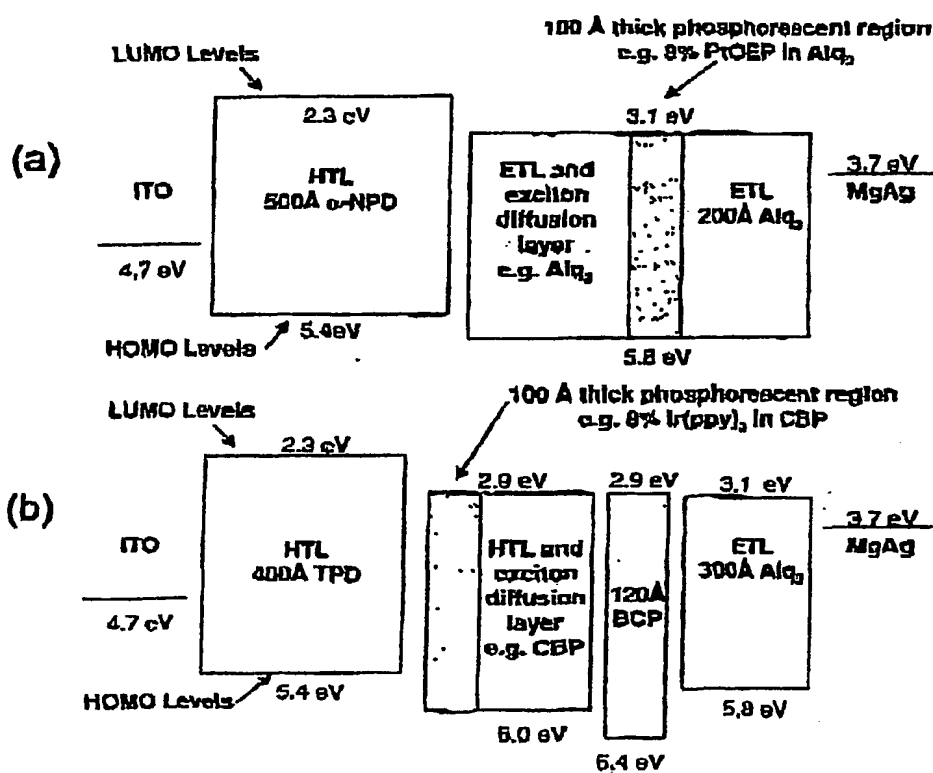 100 Å thick phosphorescent region
e.g. 8% PtOEP in Alq3
LUMO Levels
2.3 eV
3.1 eV
(a)
ITO
HTL
500Å α-NPD
ETL and
exciton
diffusion
layer
e.g. Alq3
ETL
200Å Alq3
3.7 eV
MgAg
4.7 eV
5.4eV
HOMO Levels
5.8 eV
LUMO Levels
100 Å thick phosphorescent region
e.g. 8% Ir(ppy)3 in CBP
2.3 eV
2.9 eV
2.9 eV
3.1 eV
(b)
ITO
HTL
400Å TPD
HTL and
exciton
diffusion
layer
e.g. CBP
120Å
BCP
ETL
300Å Alq3
3.7 eV
MgAg
4.7 eV
5.4 eV
HOMO Levels
6.0 eV
6.4 eV
5.8 eV